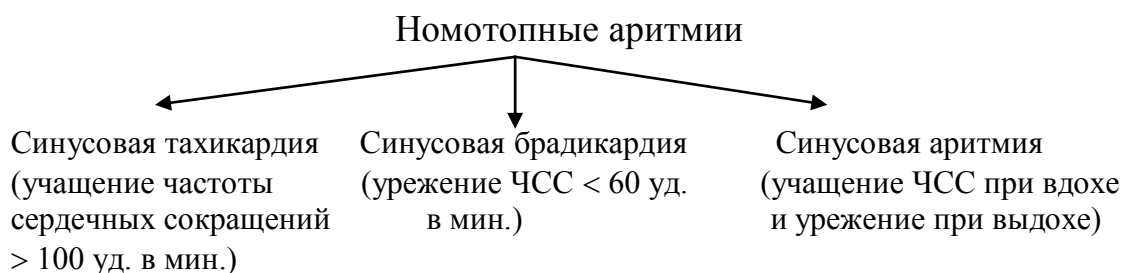 Номотопные аритмии
Синусовая тахикардия
(учащение частоты
сердечных сокращений
> 100 уд. в мин.)
Синусовая брадикардия
(урежение ЧСС < 60 уд.
в мин.)
Синусовая аритмия
(учащение ЧСС при вдохе
и урежение при выдохе)